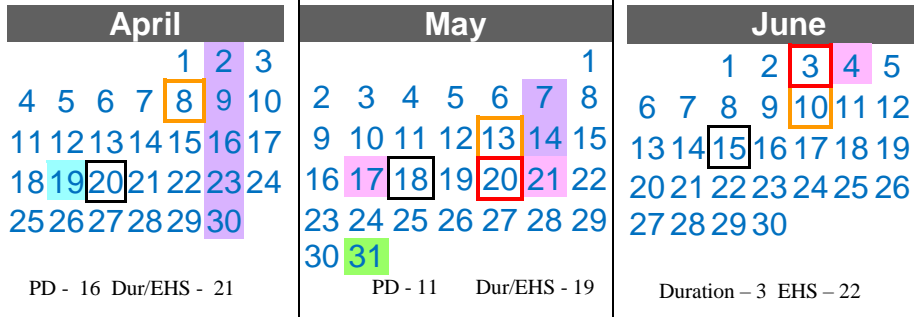 April
1 2 3
4 5 6 7 8 9 10
11 12 13 14 15 16 17
18 19 20 21 22 23 24
25 26 27 28 29 30
PD - 16 Dur/EHS - 21
May
1
2 3 4 5 6 7 8
9 10 11 12 13 14 15
16 17 18 19 20 21 22
23 24 25 26 27 28 29
30 31
PD - 11 Dur/EHS - 19
June
1 2 3 4 5
6 7 8 9 10 11 12
13 14 15 16 17 18 19
20 21 22 23 24 25 26
27 28 29 30
Duration – 3 EHS – 22